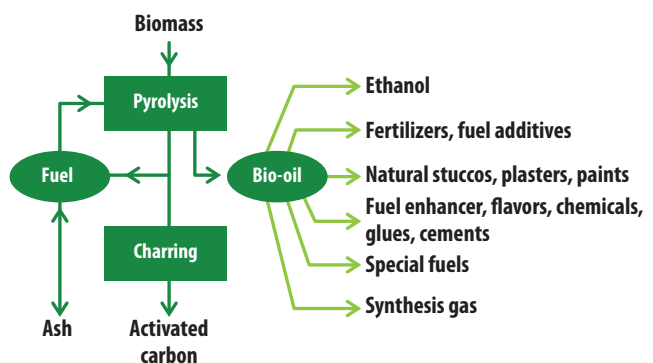 Biomass
Pyrolysis
Fuel
Bio-oil
Charring
Ash
Activated
carbon
Ethanol
Fertilizers, fuel additives
Natural stuccos, plasters, paints
Fuel enhancer, flavors, chemicals,
glues, cements
Special fuels
Synthesis gas